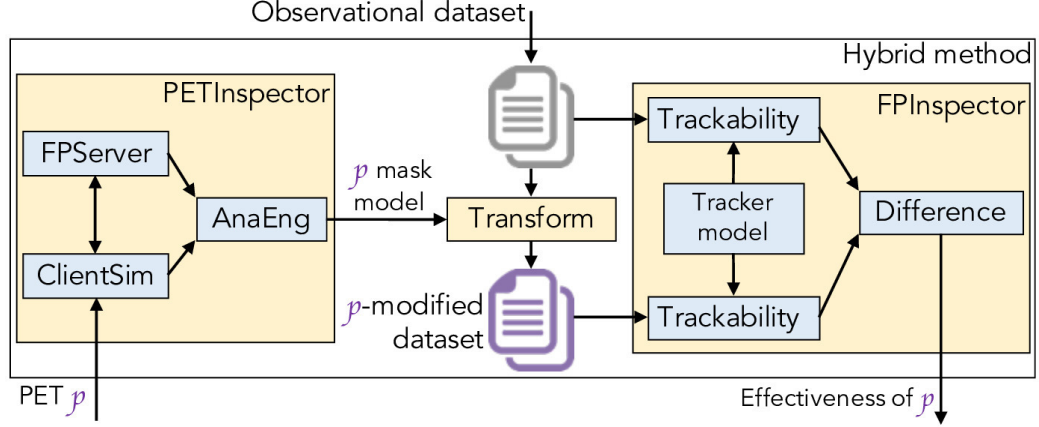 Observational dataset
Hybrid method
PETInspector
FPInspector
FPServer
Trackability
p mask
model
AnaEng
Transform
Tracker
model
Difference
ClientSim
p-modified
dataset
Trackability
PET p
Effectiveness of p